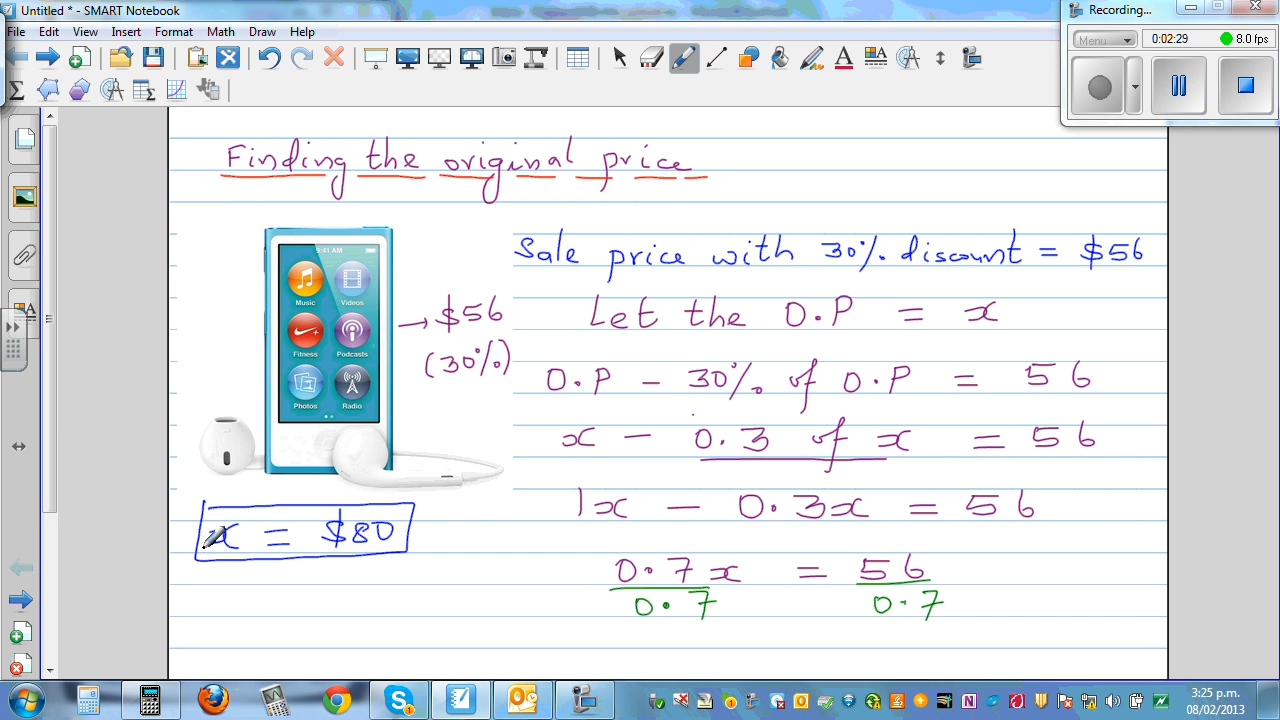 Untitled * - SMART Notebook
Recording...
File Edit View Insert Format Math Draw Help
Menu 0:02:29 8.0 fps
Finding the original price
9:41 AM
Music Videos
Fitness Podcasts
Photos Radio
→ $56
(30%)
Sale price with 30% discount = $56
Let the O.P = x
O.P - 30% of O.P = 56
x - 0.3 of x = 56
1x - 0.3x = 56
0.7x = 56
0.7 0.7
x = $80
3:25 p.m.
08/02/2013